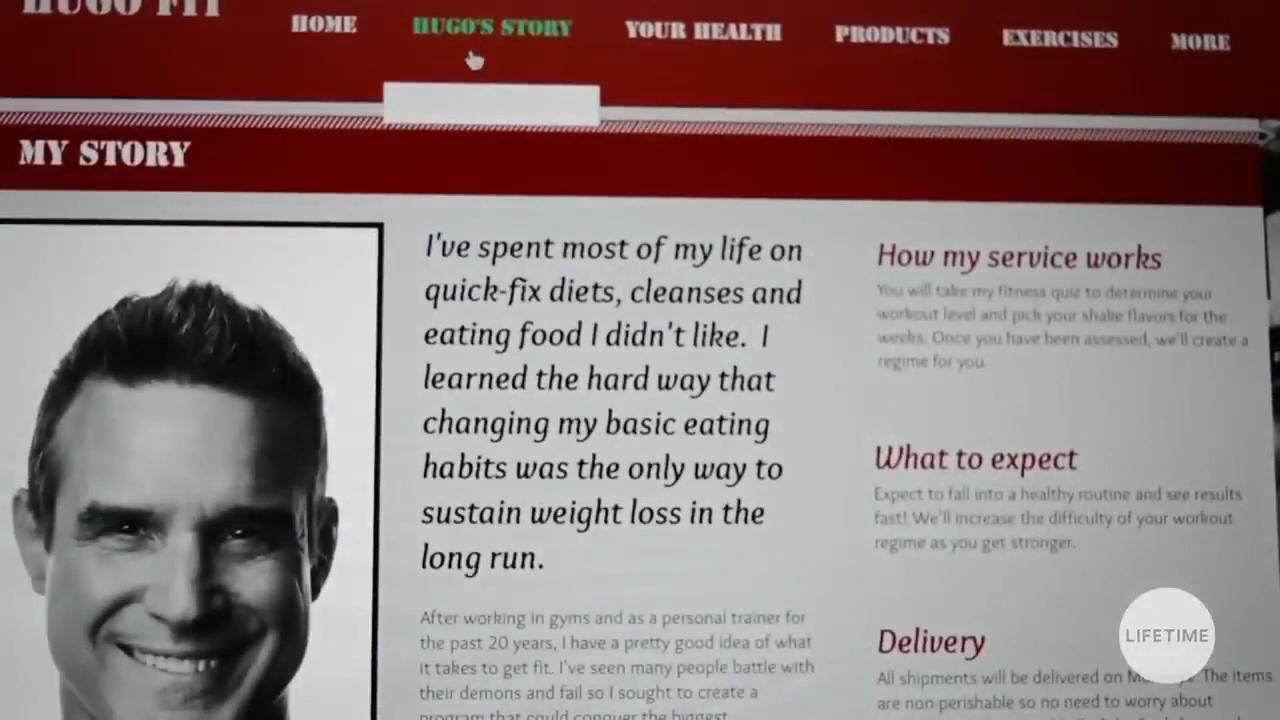 HUGO FIT
HOME
HUGO'S STORY
YOUR HEALTH
PRODUCTS
EXERCISES
MORE
MY STORY
I've spent most of my life on
quick-fix diets, cleanses and
eating food I didn't like. I
learned the hard way that
changing my basic eating
habits was the only way to
sustain weight loss in the
long run.
After working in gyms and as a personal trainer for
the past 20 years, I have a pretty good idea of what
it takes to get fit. I've seen many people battle with
their demons and fail so I sought to create a
program that could conquer the biggest
How my service works
You will take my fitness quiz to determine your
workout level and pick your shake flavors for the
weeks. Once you have been assessed, we'll create a
regime for you.
What to expect
Expect to fall into a healthy routine and see results
fast! We'll increase the difficulty of your workout
regime as you get stronger.
Delivery
All shipments will be delivered on The items
are non-perishable so no need to worry about
LIFETIME